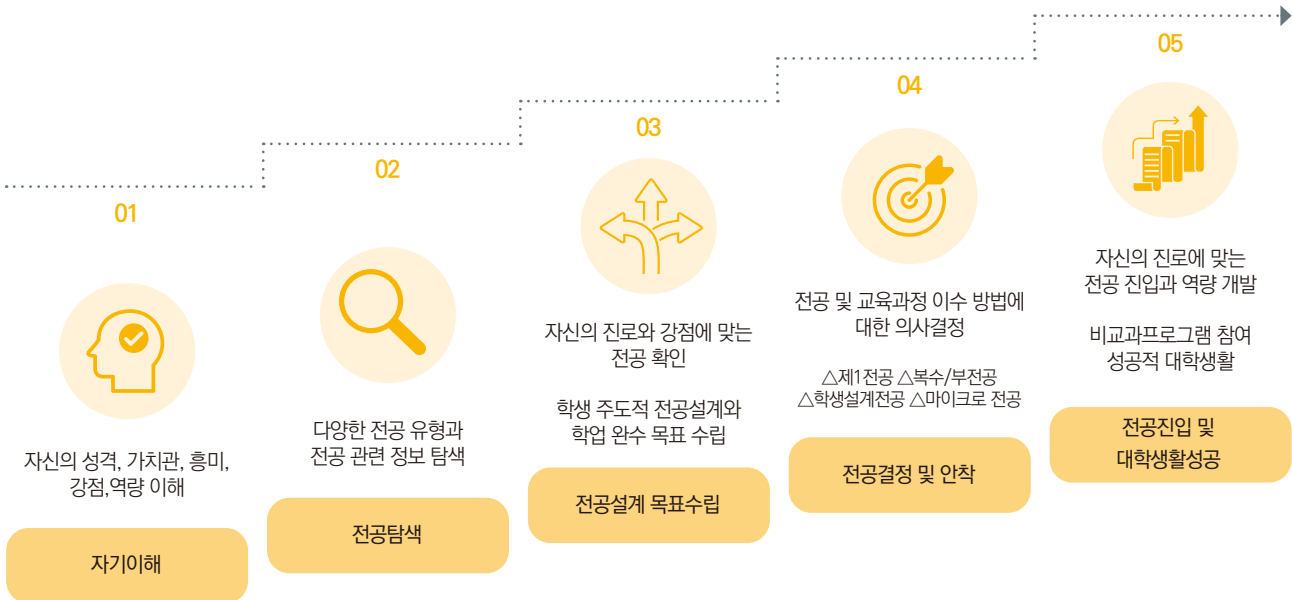 01
자신의 성격, 가치관, 흥미,
강점,역량 이해
자기이해
02
다양한 전공 유형과
전공 관련 정보 탐색
전공탐색
03
자신의 진로와 강점에 맞는
전공 확인
학생 주도적 전공설계와
학업 완수 목표 수립
전공설계 목표수립
04
전공 및 교육과정 이수 방법에
대한 의사결정
△제1전공 △복수/부전공
△학생설계전공 △마이크로 전공
전공결정 및 안착
05
자신의 진로에 맞는
전공 진입과 역량 개발
비교과프로그램 참여
성공적 대학생활
전공진입 및
대학생활성공